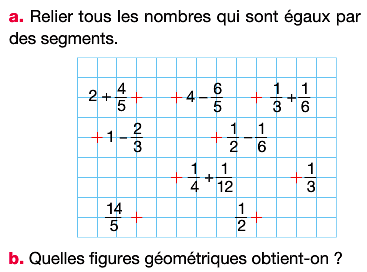 a. Relier tous les nombres qui sont égaux par
des segments.
2 + 4/5 + + 4 − 6/5 + 1/3 + 1/6
+ 1 − 2/3 + 1/2 − 1/6
+ 1/4 + 1/12 + 1/3
14/5 + 1/2 +
b. Quelles figures géométriques obtient-on ?